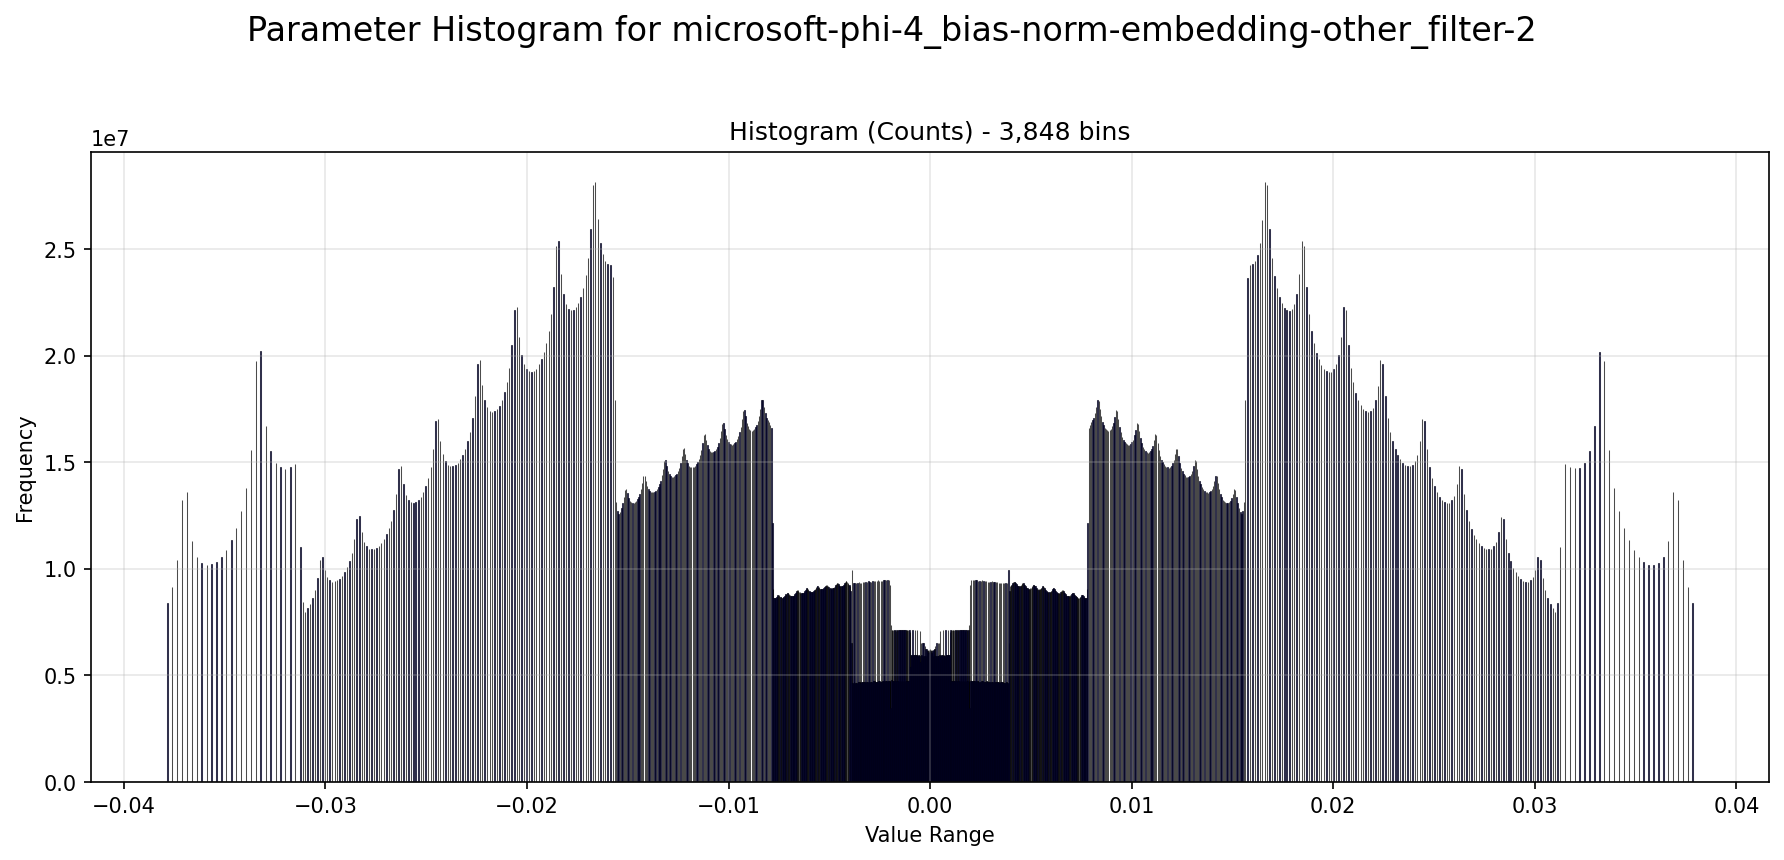 Parameter Histogram for microsoft-phi-4_bias-norm-embedding-other_filter-2
Histogram (Counts) - 3,848 bins
1e7
2.5
2.0
1.5
1.0
0.5
0.0
Frequency
−0.04 −0.03 −0.02 −0.01 0.00 0.01 0.02 0.03 0.04
Value Range